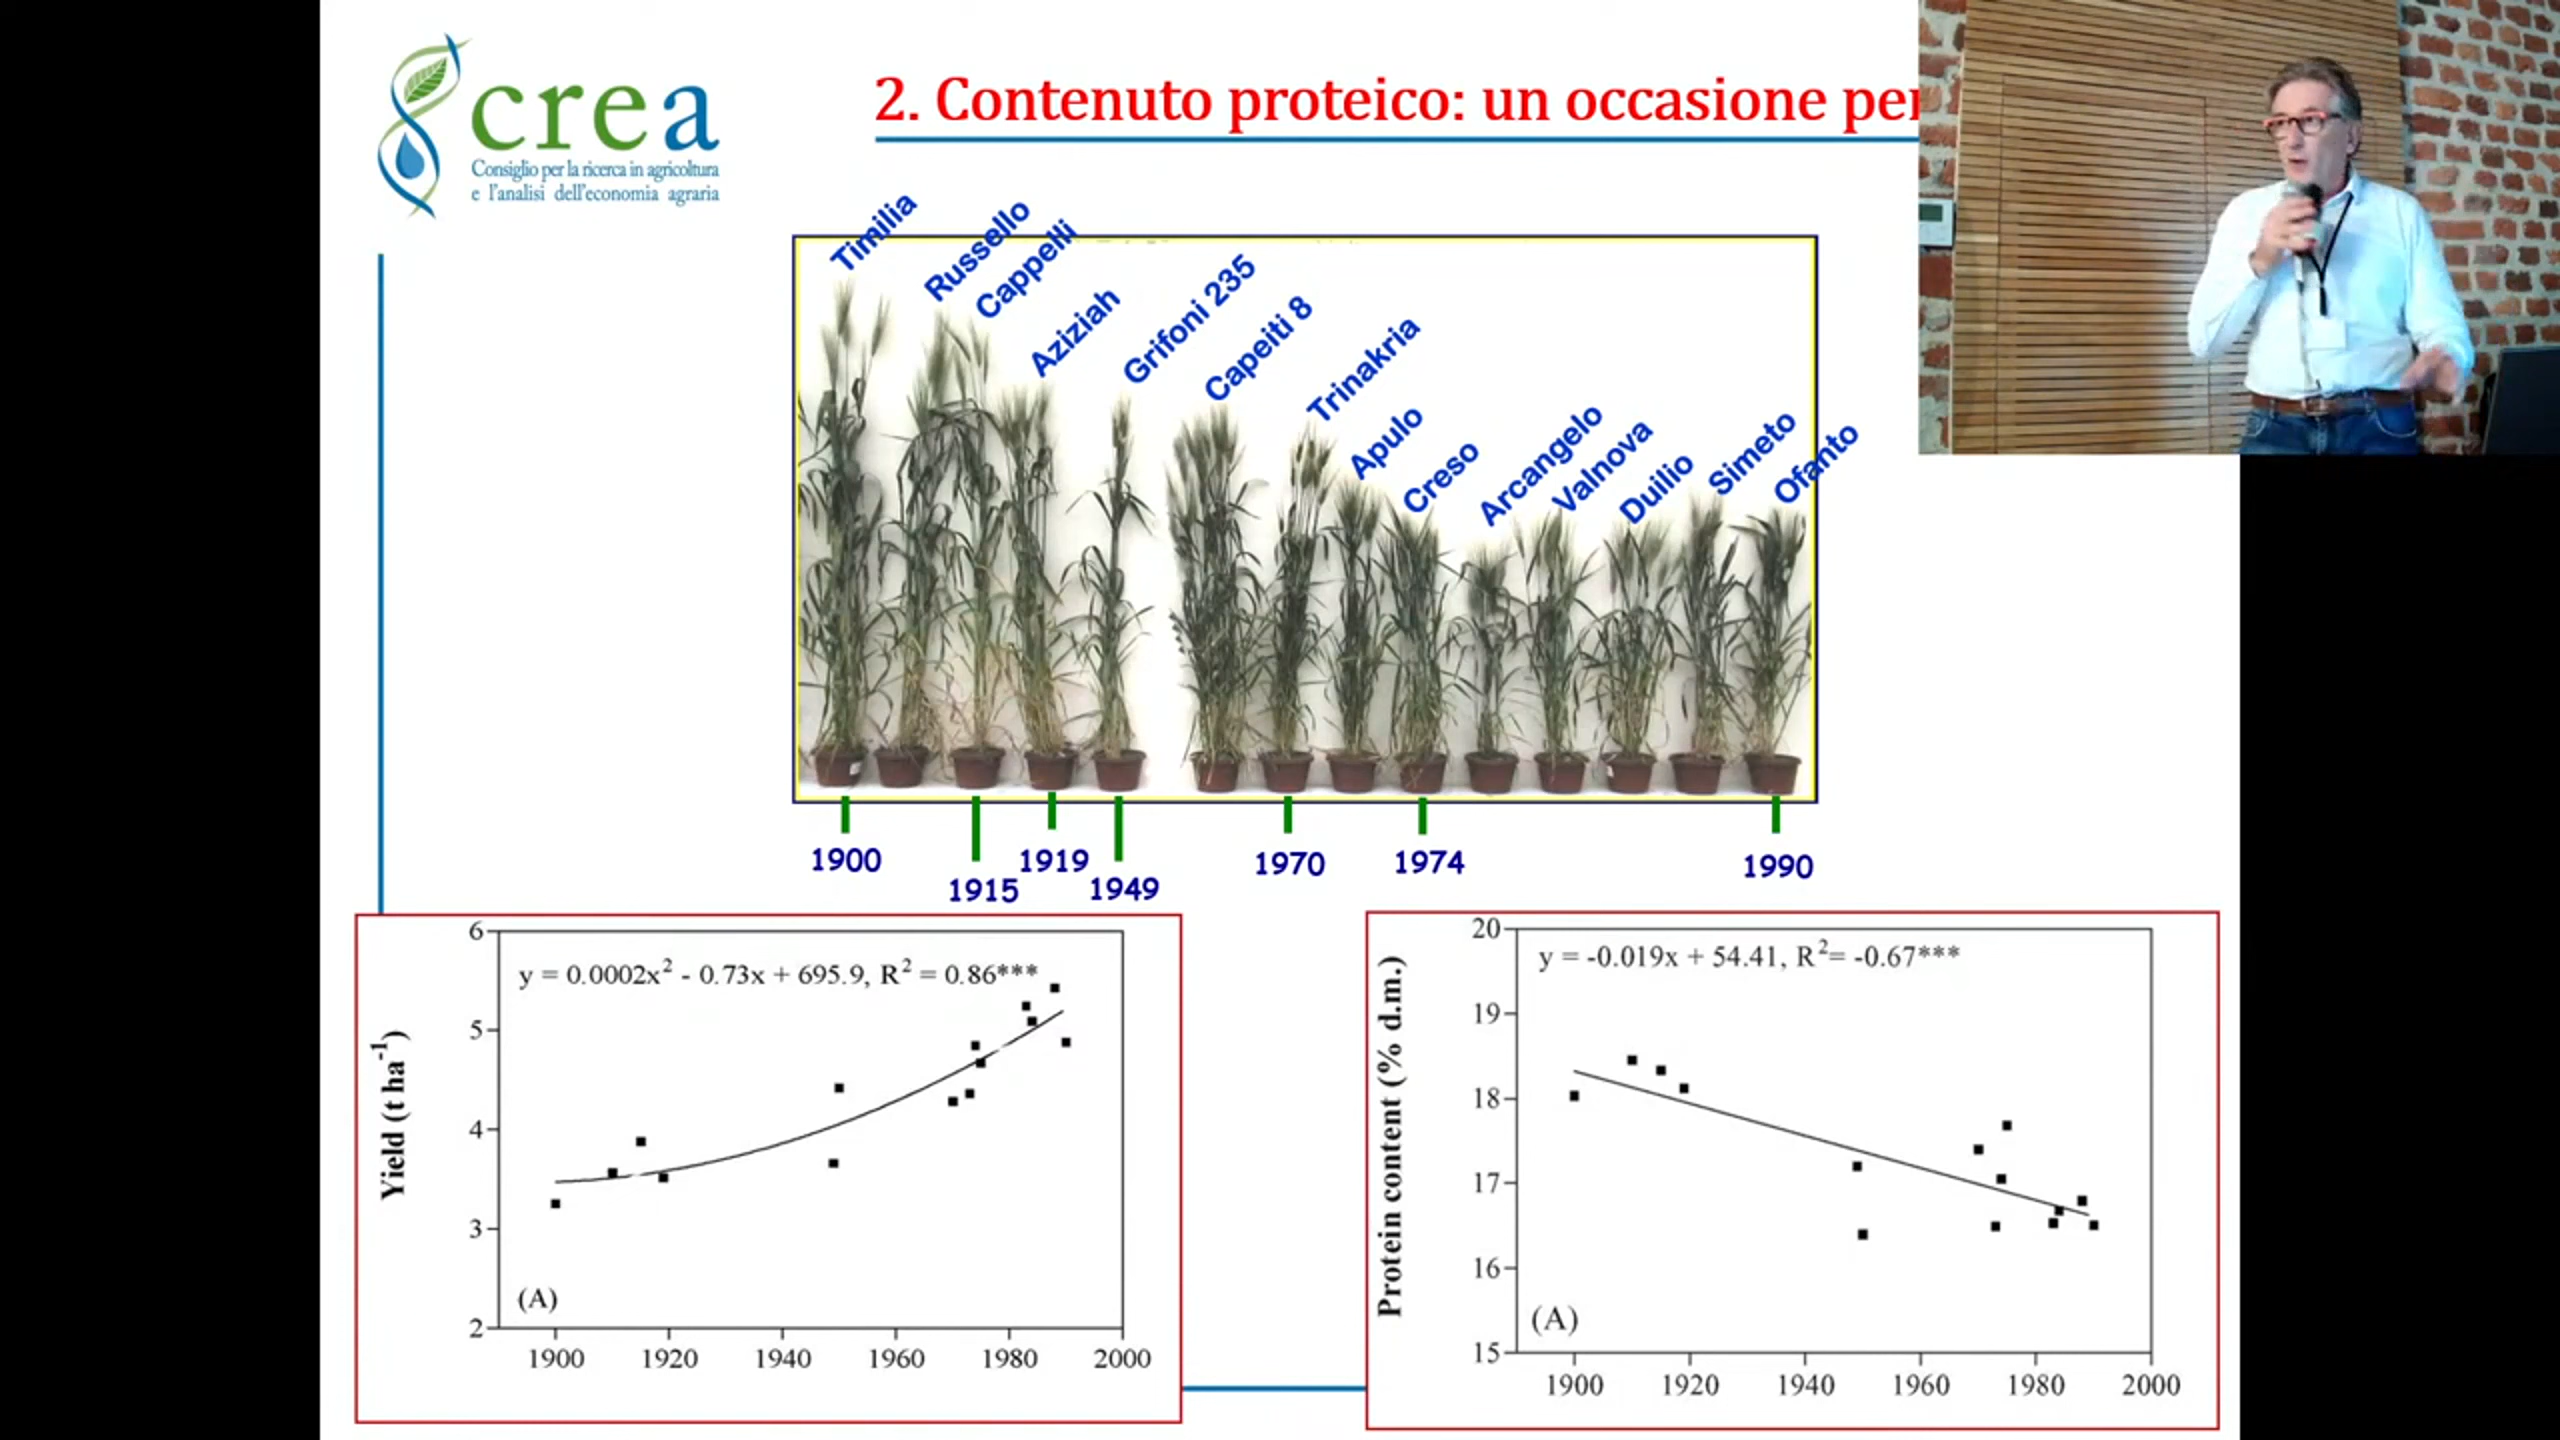 crea
Consiglio per la ricerca in agricoltura
e l'analisi dell'economia agraria
2. Contenuto proteico: un occasione per
Timilia
Russello
Cappelli
Aziziah
Grifoni 235
Capeiti 8
Trinakria
Apulo
Creso
Arcangelo
Valnova
Duilio
Simeto
Ofanto
1900
1915
1919
1949
1970
1974
1990
6
5
4
3
2
Yield (t ha⁻¹)
y = 0.0002x² - 0.73x + 695.9, R² = 0.86***
(A)
1900 1920 1940 1960 1980 2000
20
19
18
17
16
15
Protein content (% d.m.)
y = -0.019x + 54.41, R²= -0.67***
(A)
1900 1920 1940 1960 1980 2000